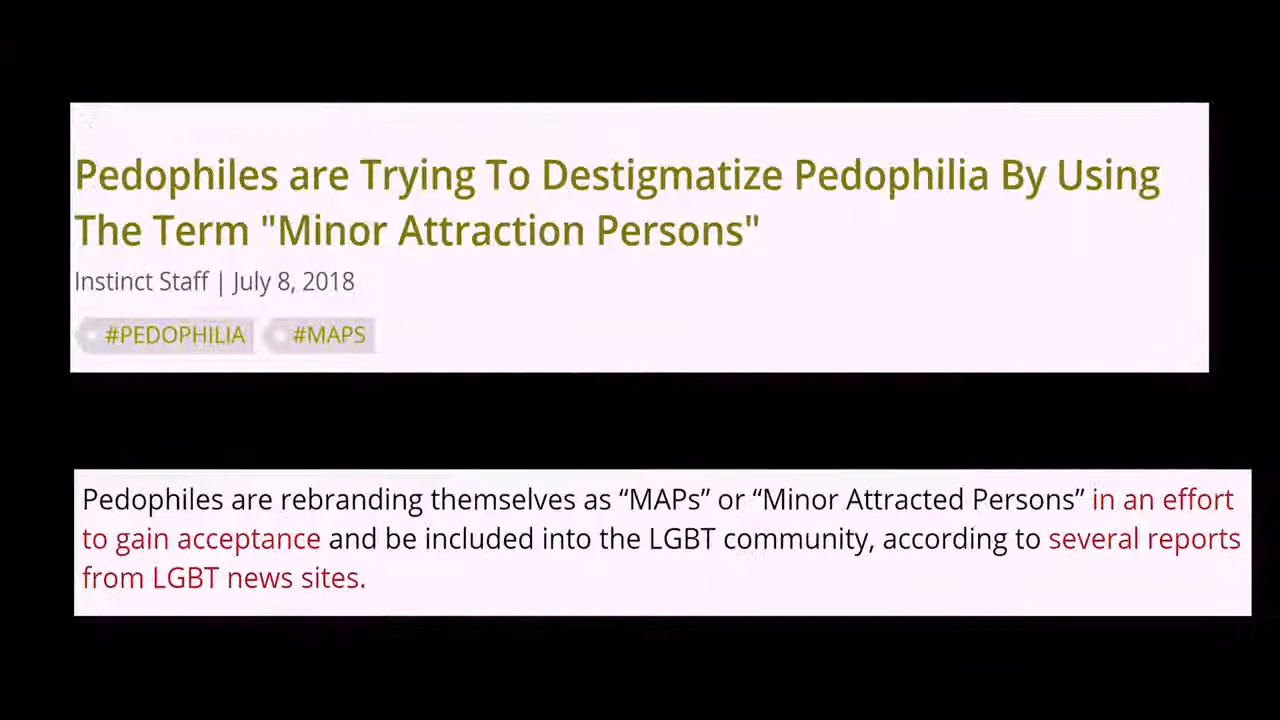 Pedophiles are Trying To Destigmatize Pedophilia By Using
The Term "Minor Attraction Persons"
Instinct Staff | July 8, 2018
#PEDOPHILIA #MAPS
Pedophiles are rebranding themselves as “MAPs” or “Minor Attracted Persons” in an effort
to gain acceptance and be included into the LGBT community, according to several reports
from LGBT news sites.